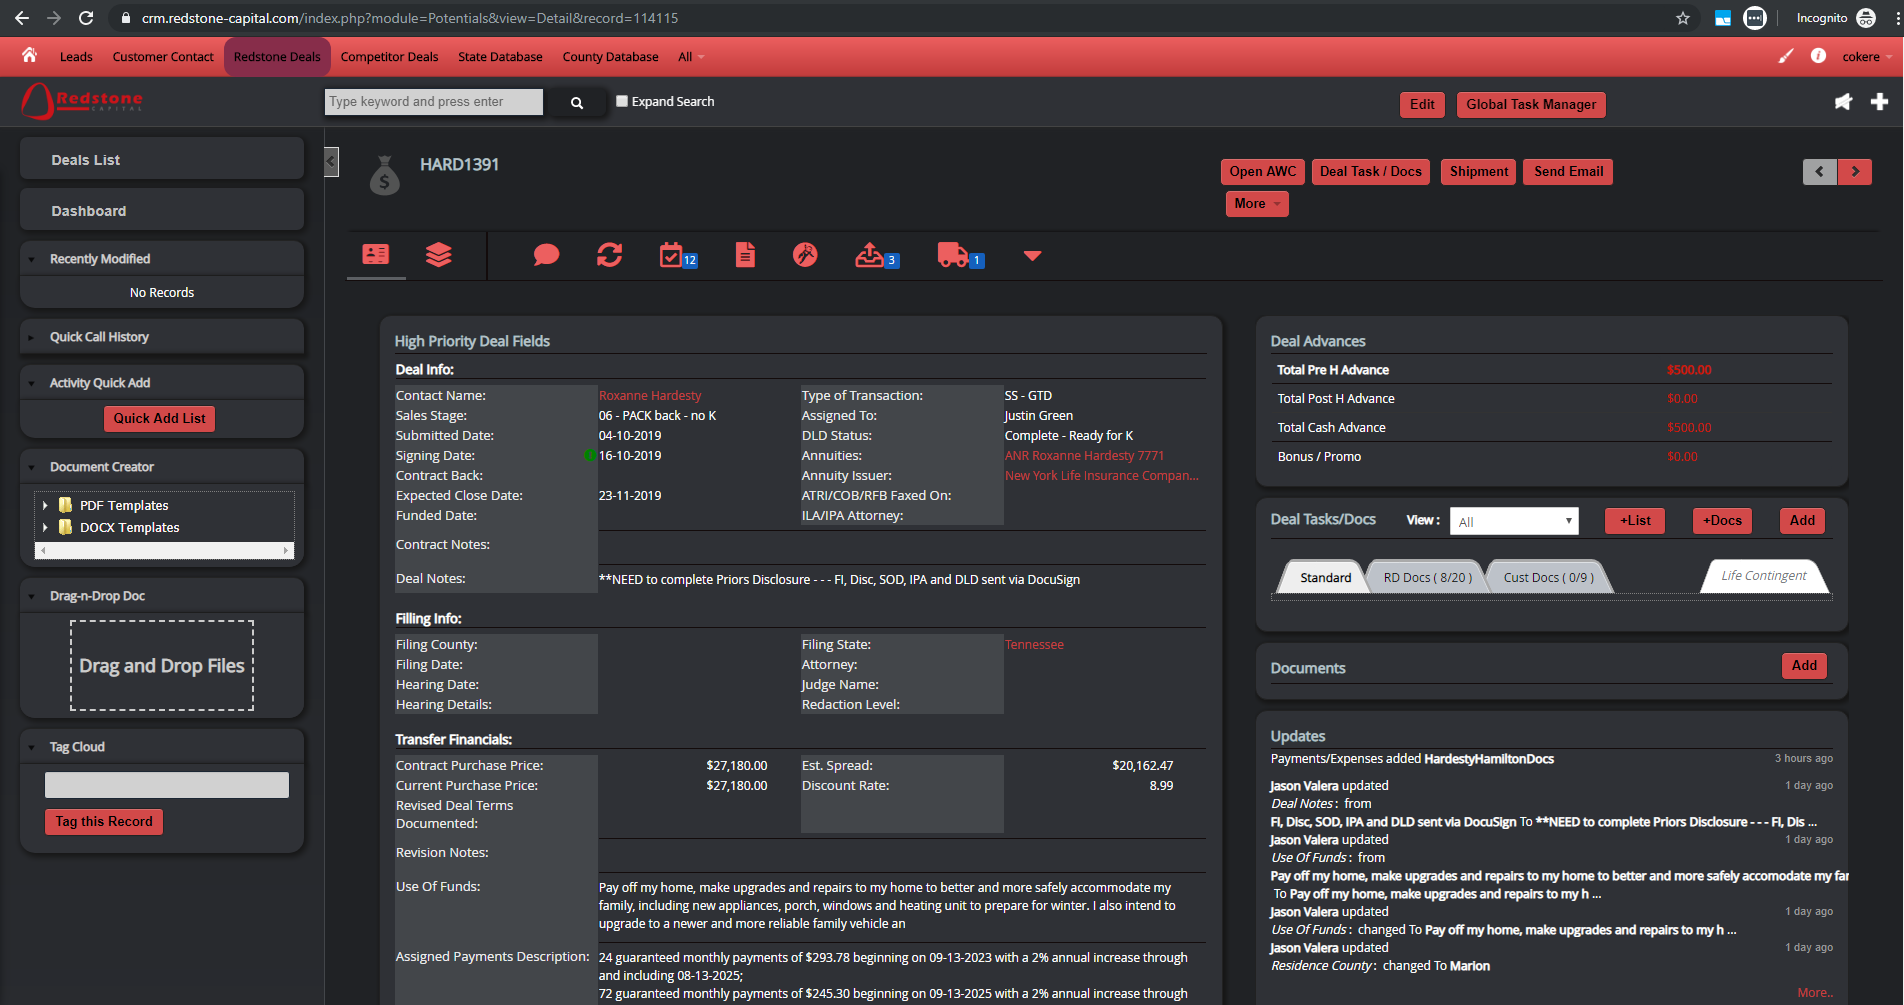 crm.redstone-capital.com/index.php?module=Potentials&view=Detail&record=114115
Incognito
Leads Customer Contact Redstone Deals Competitor Deals State Database County Database All
cokere
Redstone
CAPITAL
Type keyword and press enter
Expand Search
Edit Global Task Manager
Deals List
Dashboard
Recently Modified
No Records
Quick Call History
Activity Quick Add
Quick Add List
Document Creator
PDF Templates
DOCX Templates
Drag-n-Drop Doc
Drag and Drop Files
Tag Cloud
Tag this Record
HARD1391
Open AWC Deal Task / Docs Shipment Send Email
More
12
3
1
High Priority Deal Fields
Deal Info:
Contact Name: Roxanne Hardesty Type of Transaction: SS - GTD
Sales Stage: 06 - PACK back - no K Assigned To: Justin Green
Submitted Date: 04-10-2019 DLD Status: Complete - Ready for K
Signing Date: 16-10-2019 Annuities: ANR Roxanne Hardesty 7771
Contract Back: Annuity Issuer: New York Life Insurance Compan...
Expected Close Date: 23-11-2019 ATRI/COB/RFB Faxed On:
Funded Date: ILA/IPA Attorney:
Contract Notes:
Deal Notes: **NEED to complete Priors Disclosure - - - FI, Disc, SOD, IPA and DLD sent via DocuSign
Filling Info:
Filing County: Filing State: Tennessee
Filing Date: Attorney:
Hearing Date: Judge Name:
Hearing Details: Redaction Level:
Transfer Financials:
Contract Purchase Price: $27,180.00 Est. Spread: $20,162.47
Current Purchase Price: $27,180.00 Discount Rate: 8.99
Revised Deal Terms
Documented:
Revision Notes:
Use Of Funds: Pay off my home, make upgrades and repairs to my home to better and more safely accommodate my
family, including new appliances, porch, windows and heating unit to prepare for winter. I also intend to
upgrade to a newer and more reliable family vehicle an
Assigned Payments Description: 24 guaranteed monthly payments of $293.78 beginning on 09-13-2023 with a 2% annual increase through
and including 08-13-2025;
72 guaranteed monthly payments of $245.30 beginning on 09-13-2025 with a 2% annual increase through
Deal Advances
Total Pre H Advance $500.00
Total Post H Advance $0.00
Total Cash Advance $500.00
Bonus / Promo $0.00
Deal Tasks/Docs View : All +List +Docs Add
Standard RD Docs ( 8/20 ) Cust Docs ( 0/9 ) Life Contingent
Documents Add
Updates
Payments/Expenses added HardestyHamiltonDocs 3 hours ago
Jason Valera updated 1 day ago
Deal Notes : from
FI, Disc, SOD, IPA and DLD sent via DocuSign To **NEED to complete Priors Disclosure - - - FI, Dis ...
Jason Valera updated 1 day ago
Use Of Funds : from
Pay off my home, make upgrades and repairs to my home to better and more safely accomodate my fam
To Pay off my home, make upgrades and repairs to my h ...
Jason Valera updated 1 day ago
Use Of Funds : changed To Pay off my home, make upgrades and repairs to my h ...
Jason Valera updated 1 day ago
Residence County : changed To Marion
More..